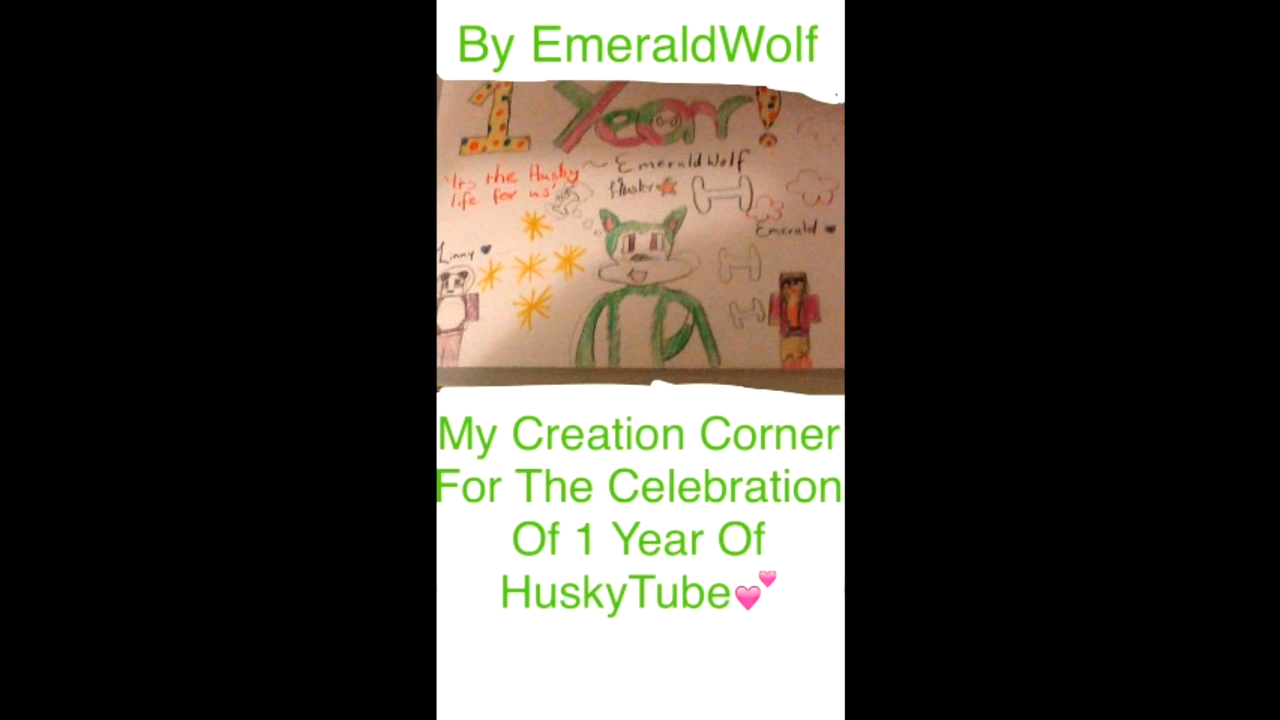 By EmeraldWolf
1 Year!
~ EmeraldWolf
'Its the Husky
life for us'
Husky
Emerald
Linny
My Creation Corner
For The Celebration
Of 1 Year Of
HuskyTube💕